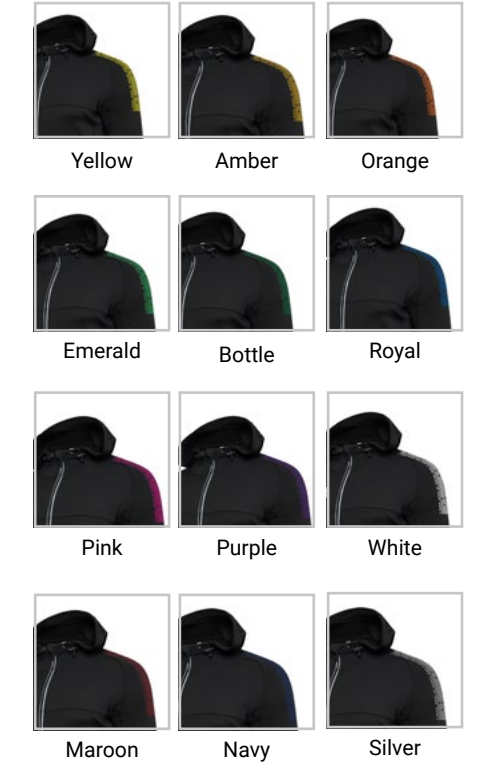 Yellow
Amber
Orange
Emerald
Bottle
Royal
Pink
Purple
White
Maroon
Navy
Silver